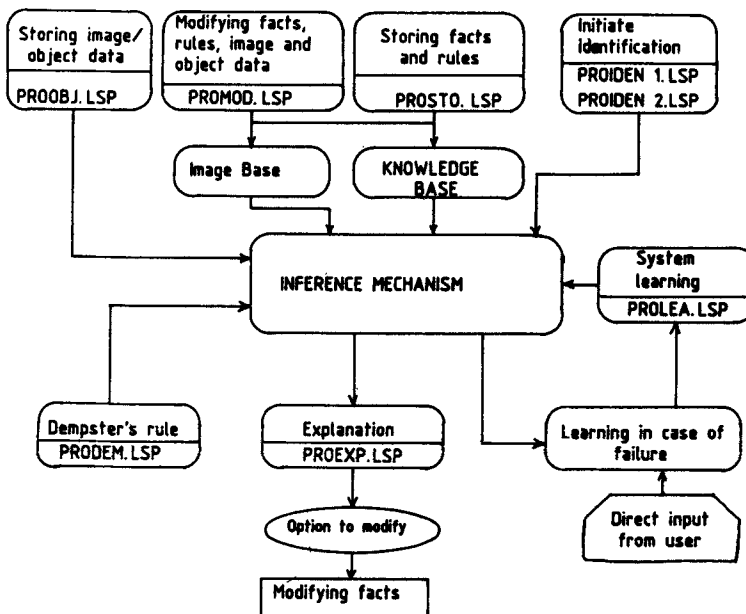 Storing image/
object data
PROOBJ.LSP
Modifying facts,
rules, image and
object data
PROMOD.LSP
Storing facts
and rules
PROSTO.LSP
Initiate
identification
PROIDEN 1.LSP
PROIDEN 2.LSP
Image Base
KNOWLEDGE
BASE
INFERENCE MECHANISM
System
learning
PROLEA.LSP
Dempster's rule
PRODEM.LSP
Explanation
PROEXP.LSP
Learning in case of
failure
Option to modify
Direct input
from user
Modifying facts